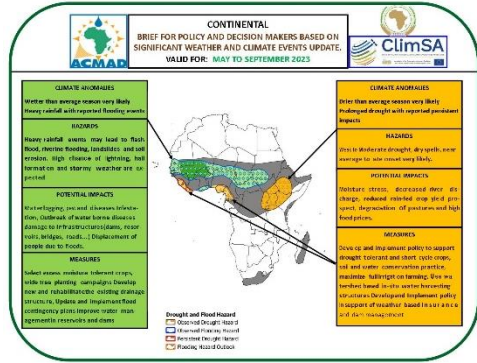 CONTINENTAL
BRIEF FOR POLICY AND DECISION MAKERS BASED ON
SIGNIFICANT WEATHER AND CLIMATE EVENTS UPDATE.
VALID FOR: MAY TO SEPTEMBER 2023
ACMAD
ClimSA
CLIMATE ANOMALIES
Wetter than average season very likely
Heavy rainfall with reported flooding events
HAZARDS
Heavy rainfall events may lead to flash
flood, riverine flooding, landslides and soil
erosion. High chance of lightning, hail
formation and stormy weather are ex-
pected
POTENTIAL IMPACTS
Waterlogging, pest and diseases infesta-
tion, Outbreak of water borne diseases
damage to infrastructures(dams, reser-
voirs, bridges, roads...) Displacement of
people due to floods.
MEASURES
Select assess moisture tolerant crops,
wide tree planting campaigns Develop
new and rehabilitate the existing drainage
structure. Update and implement flood
contingency plans improve water man-
agement in reservoirs and dams
CLIMATE ANOMALIES
Drier than average season very likely
Prolonged drought with reported persistent
impacts
HAZARDS
Moderate drought, dry spells, near
average to late onset very likely.
POTENTIAL IMPACTS
Moisture stress, decreased river dis-
charge, reduced rainfed crop yield pro-
spect, degradation of pastures and high
food prices.
MEASURES
Develop and implement policy to support
drought tolerant and short cycle crops,
soil and water conservation practice,
maximize fulltright on farming. Use wa-
tershed based in-situ water harvesting
structures Development Implement policy
in support of weather based insurance
and dam management
Drought and Flood Hazard
Observed Drought Hazard
Observed Flooding Hazard
Persistent Drought Hazard
Flooding Hazard Outlook